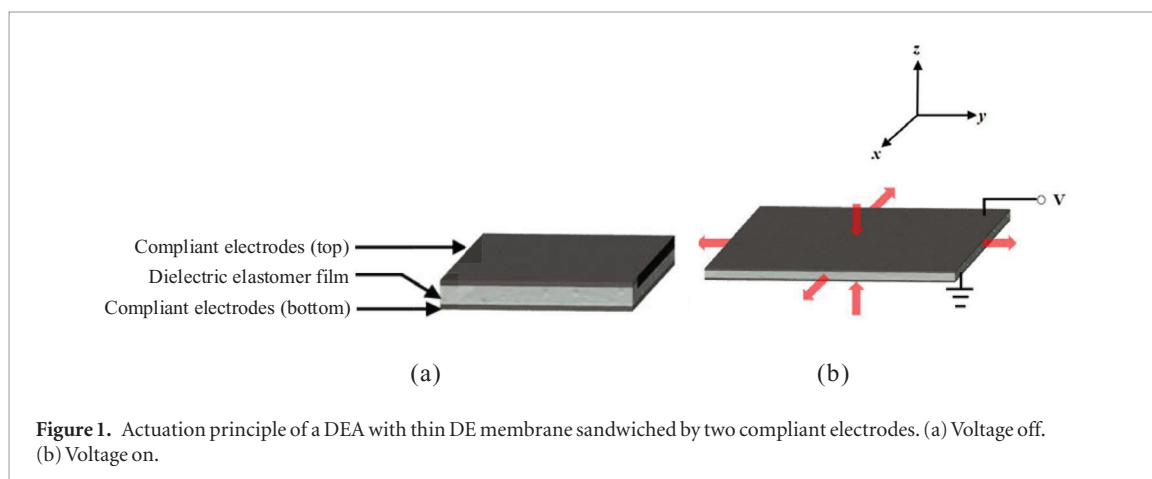 z
y
x
V
Compliant electrodes (top)
Dielectric elastomer film
Compliant electrodes (bottom)
(a)
(b)
Figure 1. Actuation principle of a DEA with thin DE membrane sandwiched by two compliant electrodes. (a) Voltage off.
(b) Voltage on.